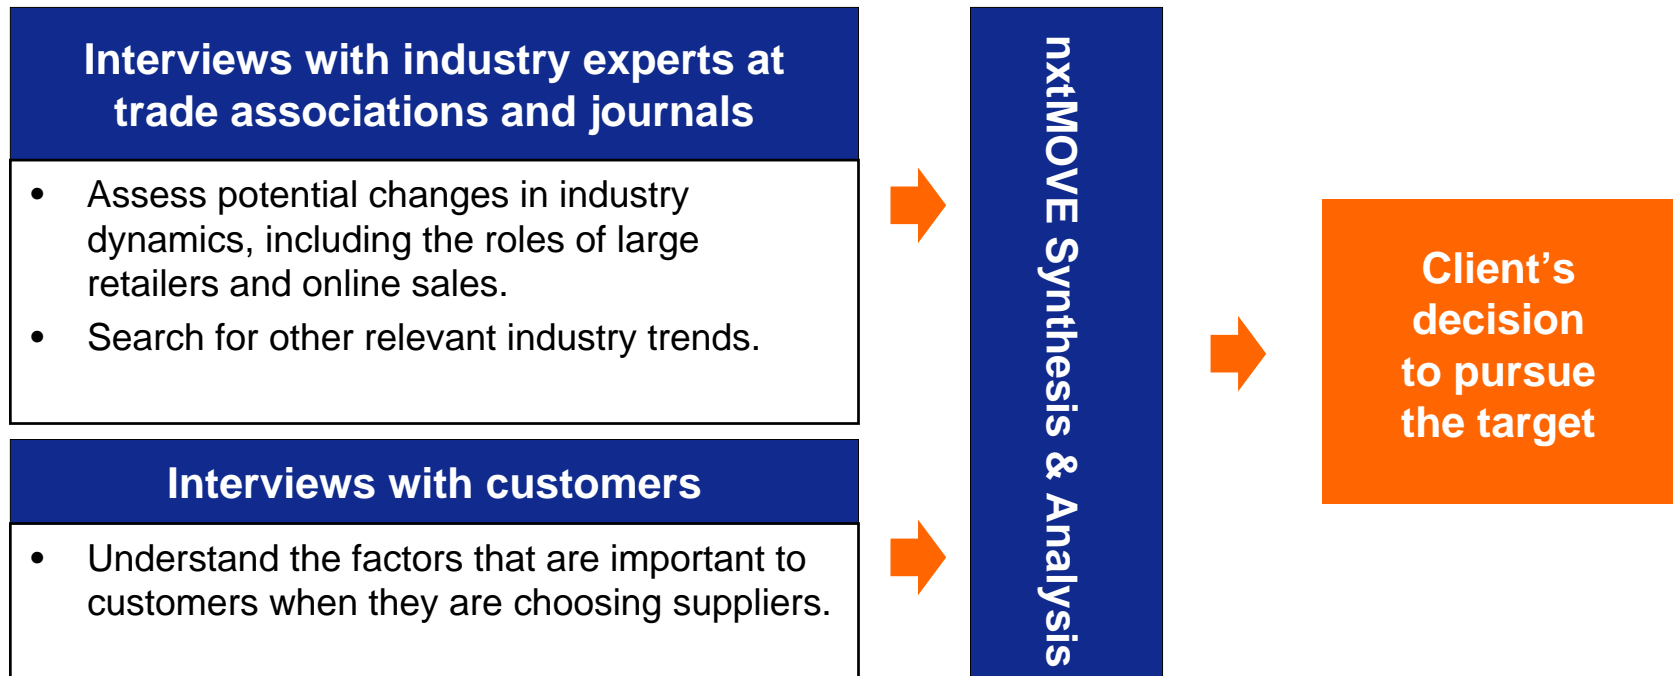 Interviews with industry experts at
trade associations and journals
• Assess potential changes in industry
dynamics, including the roles of large
retailers and online sales.
• Search for other relevant industry trends.
Interviews with customers
• Understand the factors that are important to
customers when they are choosing suppliers.
nxtMOVE Synthesis & Analysis
Client’s
decision
to pursue
the target